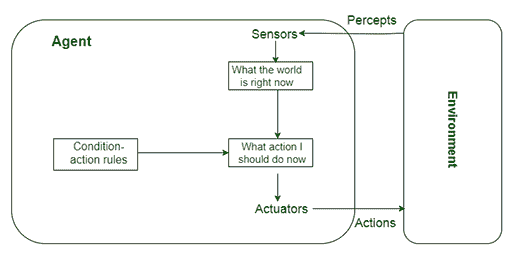 Agent
Sensors
Percepts
What the world
is right now
Condition-
action rules
What action I
should do now
Actuators
Actions
Environment